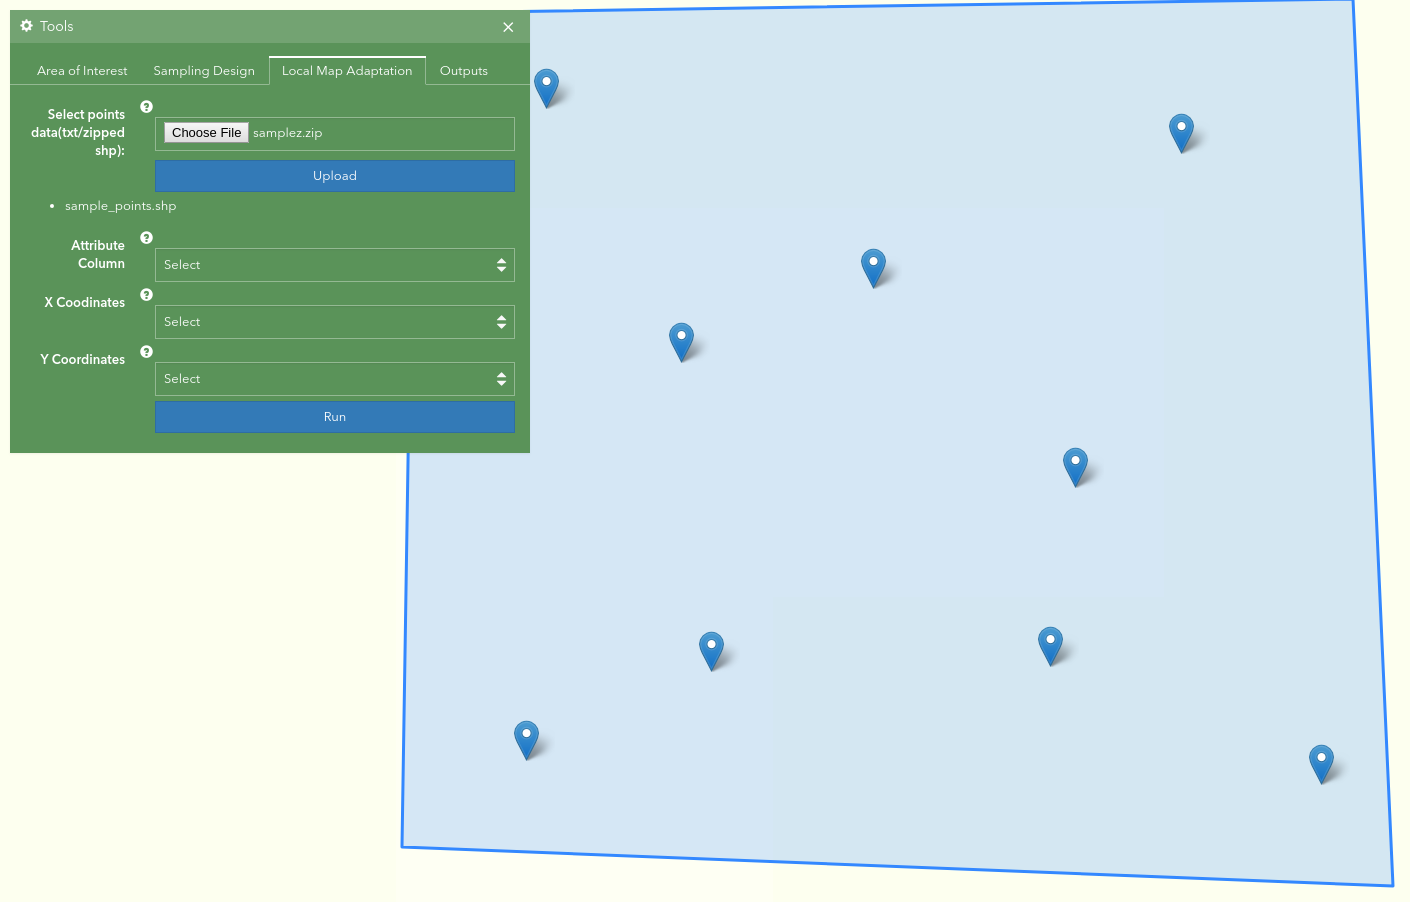 Tools
Area of Interest
Sampling Design
Local Map Adaptation
Outputs
Select points
data(txt/zipped
shp):
Choose File samplez.zip
Upload
sample_points.shp
Attribute
Column
Select
X Coodinates
Select
Y Coordinates
Select
Run